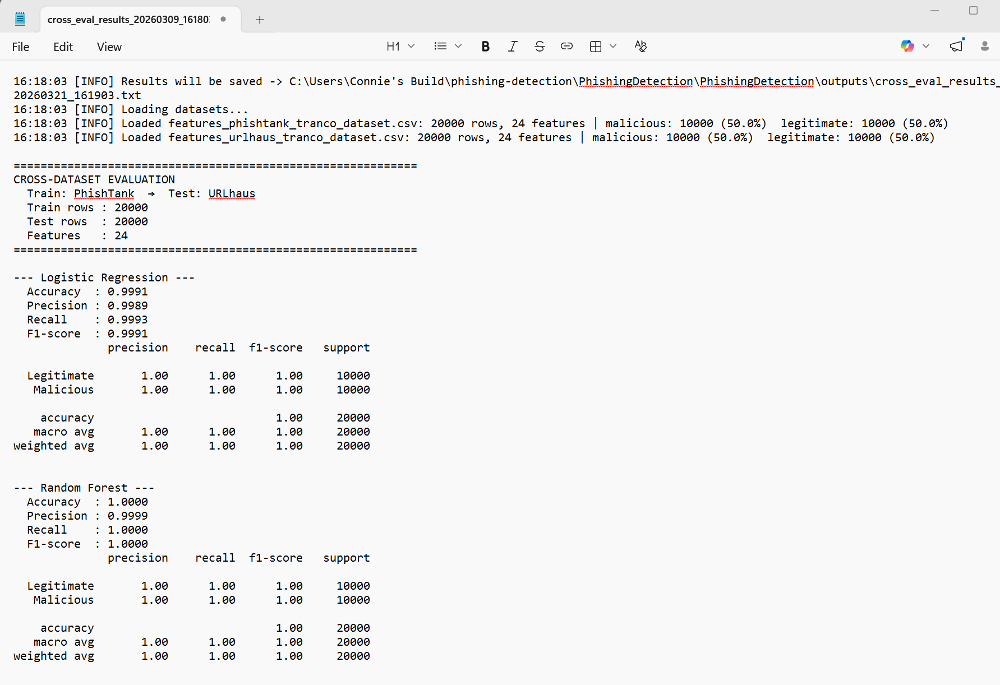 cross_eval_results_20260309_16180
File Edit View H1
16:18:03 [INFO] Results will be saved -> C:\Users\Connie's Build\phishing-detection\PhishingDetection\PhishingDetection\outputs\cross_eval_results_
20260321_161903.txt
16:18:03 [INFO] Loading datasets...
16:18:03 [INFO] Loaded features_phishtank_tranco_dataset.csv: 20000 rows, 24 features | malicious: 10000 (50.0%)  legitimate: 10000 (50.0%)
16:18:03 [INFO] Loaded features_urlhaus_tranco_dataset.csv: 20000 rows, 24 features | malicious: 10000 (50.0%)  legitimate: 10000 (50.0%)
============================================================
CROSS-DATASET EVALUATION
Train: PhishTank → Test: URLhaus
Train rows : 20000
Test rows : 20000
Features : 24
============================================================
--- Logistic Regression ---
Accuracy : 0.9991
Precision : 0.9989
Recall : 0.9993
F1-score : 0.9991
precision recall f1-score support
Legitimate 1.00 1.00 1.00 10000
Malicious 1.00 1.00 1.00 10000
accuracy 1.00 20000
macro avg 1.00 1.00 1.00 20000
weighted avg 1.00 1.00 1.00 20000
--- Random Forest ---
Accuracy : 1.0000
Precision : 0.9999
Recall : 1.0000
F1-score : 1.0000
precision recall f1-score support
Legitimate 1.00 1.00 1.00 10000
Malicious 1.00 1.00 1.00 10000
accuracy 1.00 20000
macro avg 1.00 1.00 1.00 20000
weighted avg 1.00 1.00 1.00 20000